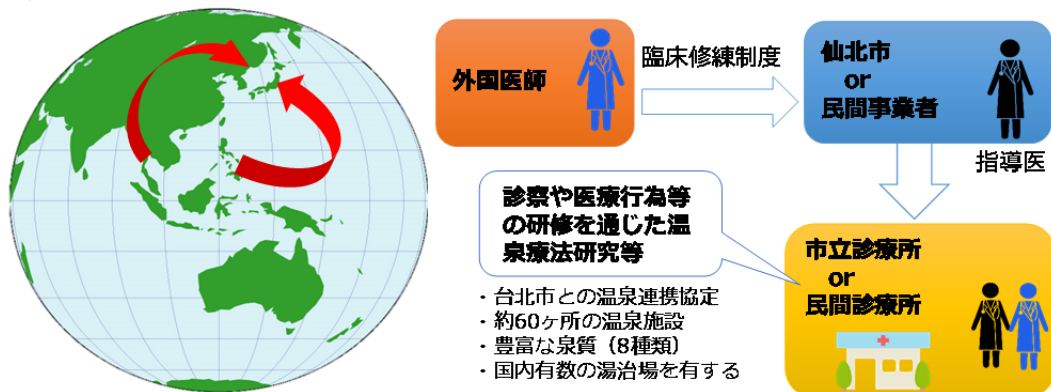 外国医師
臨床修練制度
仙北市
or
民間事業者
指導医
診察や医療行為等
の研修を通じた温
泉療法研究等
・台北市との温泉連携協定
・約60ヶ所の温泉施設
・豊富な泉質（8種類）
・国内有数の湯治場を有する
市立診療所
or
民間診療所